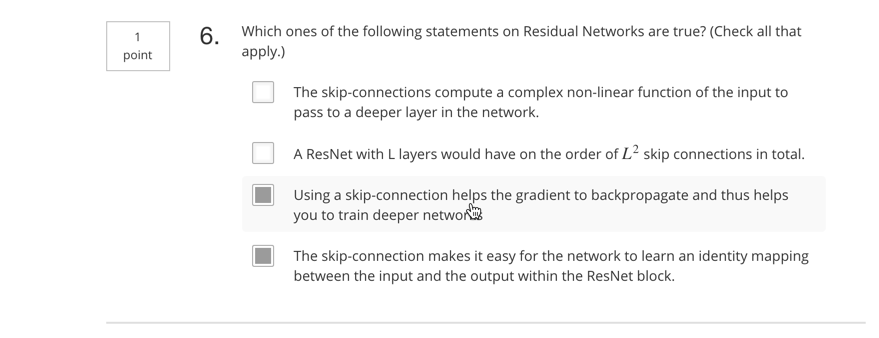 1
point
6.
Which ones of the following statements on Residual Networks are true? (Check all that
apply.)
The skip-connections compute a complex non-linear function of the input to
pass to a deeper layer in the network.
A ResNet with L layers would have on the order of L² skip connections in total.
Using a skip-connection helps the gradient to backpropagate and thus helps
you to train deeper networks
The skip-connection makes it easy for the network to learn an identity mapping
between the input and the output within the ResNet block.